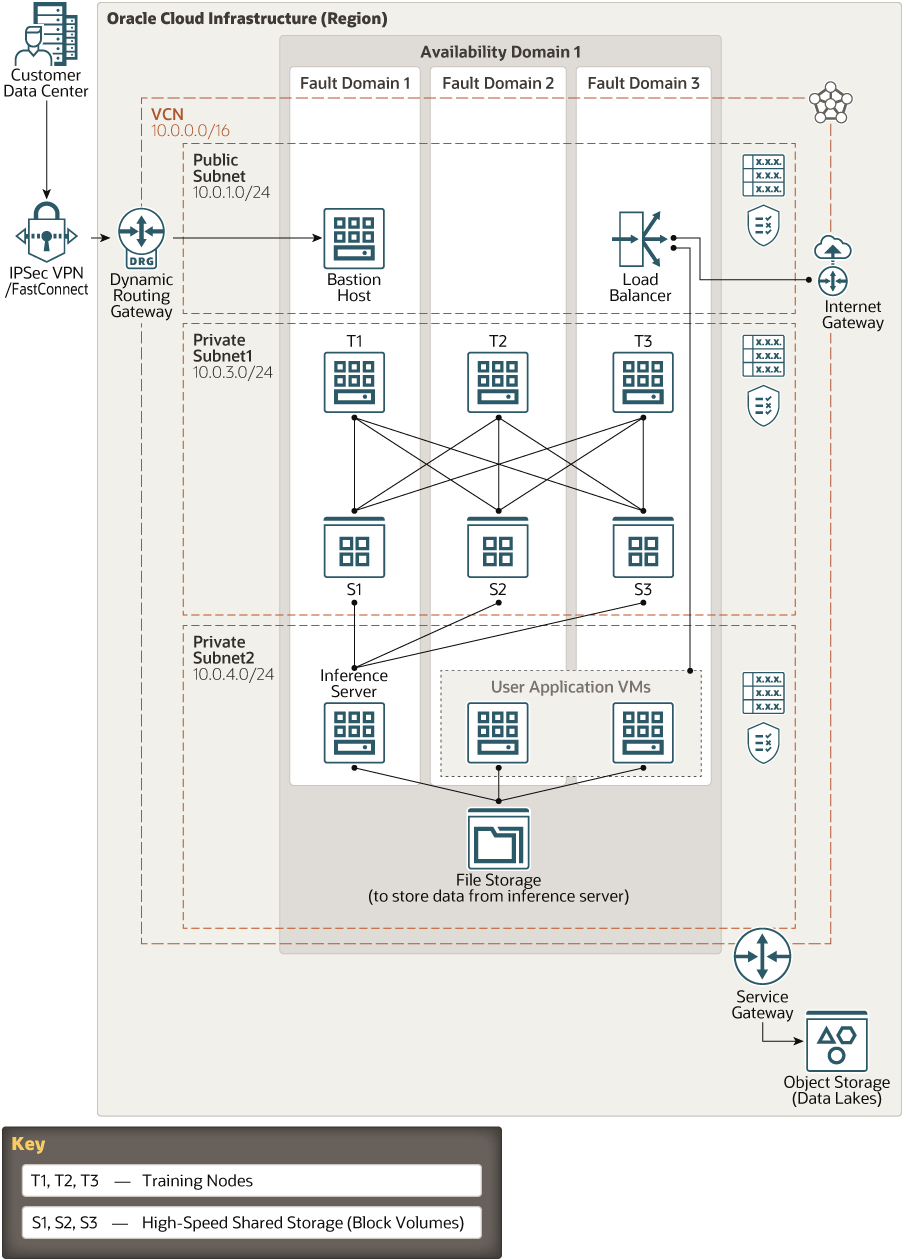 Oracle Cloud Infrastructure (Region)
Customer
Data Center
Availability Domain 1
Fault Domain 1
Fault Domain 2
Fault Domain 3
VCN
10.0.0.0/16
Public
Subnet
10.0.1.0/24
X.X.X.
X.X.X.
X.X.X.
IPSec VPN
/FastConnect
DRG
Dynamic
Routing
Gateway
Bastion
Host
Load
Balancer
Internet
Gateway
Private
Subnet1
10.0.3.0/24
T1
T2
T3
X.X.X.
X.X.X.
X.X.X.
S1
S2
S3
Private
Subnet2
10.0.4.0/24
Inference
Server
User Application VMs
X.X.X.
X.X.X.
X.X.X.
File Storage
(to store data from inference server)
Service
Gateway
Object Storage
(Data Lakes)
Key
T1, T2, T3 — Training Nodes
S1, S2, S3 — High-Speed Shared Storage (Block Volumes)